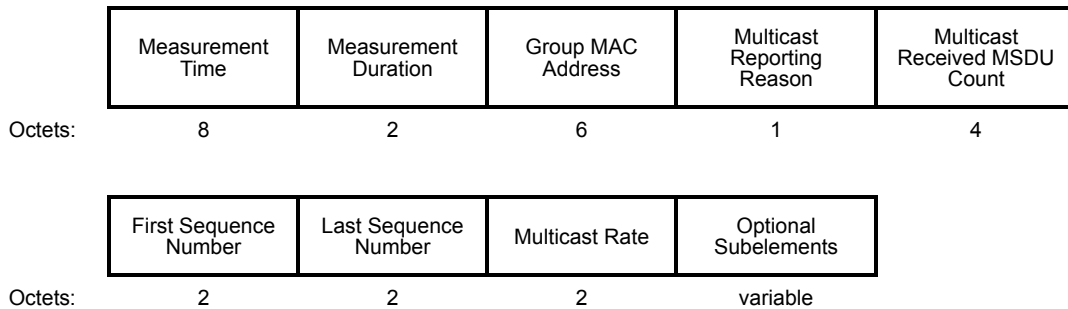 Measurement
Time
Measurement
Duration
Group MAC
Address
Multicast
Reporting
Reason
Multicast
Received MSDU
Count
Octets: 8 2 6 1 4
First Sequence
Number
Last Sequence
Number
Multicast Rate
Optional
Subelements
Octets: 2 2 2 variable